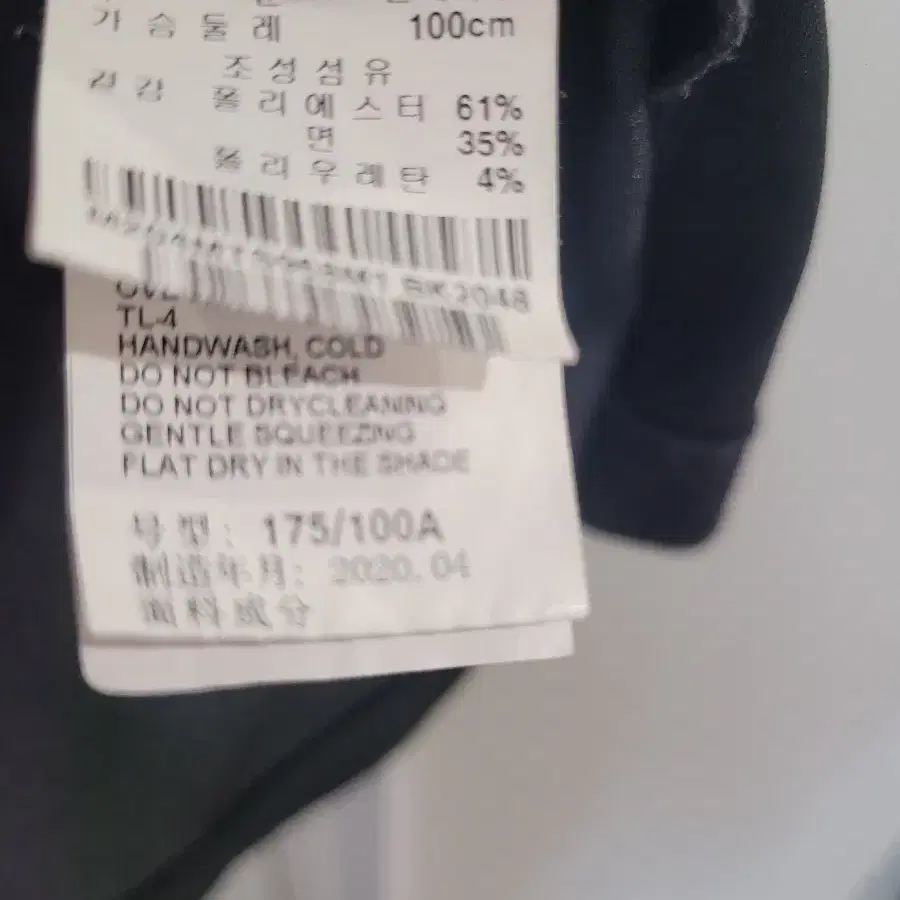 가슴둘레 100cm
조성섬유
겉감 폴리에스터 61%
면 35%
폴리우레탄 4%
BK2048
TL-4
HANDWASH, COLD
DO NOT BLEACH
DO NOT DRYCLEANING
GENTLE SQUEEZING
FLAT DRY IN THE SHADE
号型: 175/100A
制造年月: 2020.04
面料成分